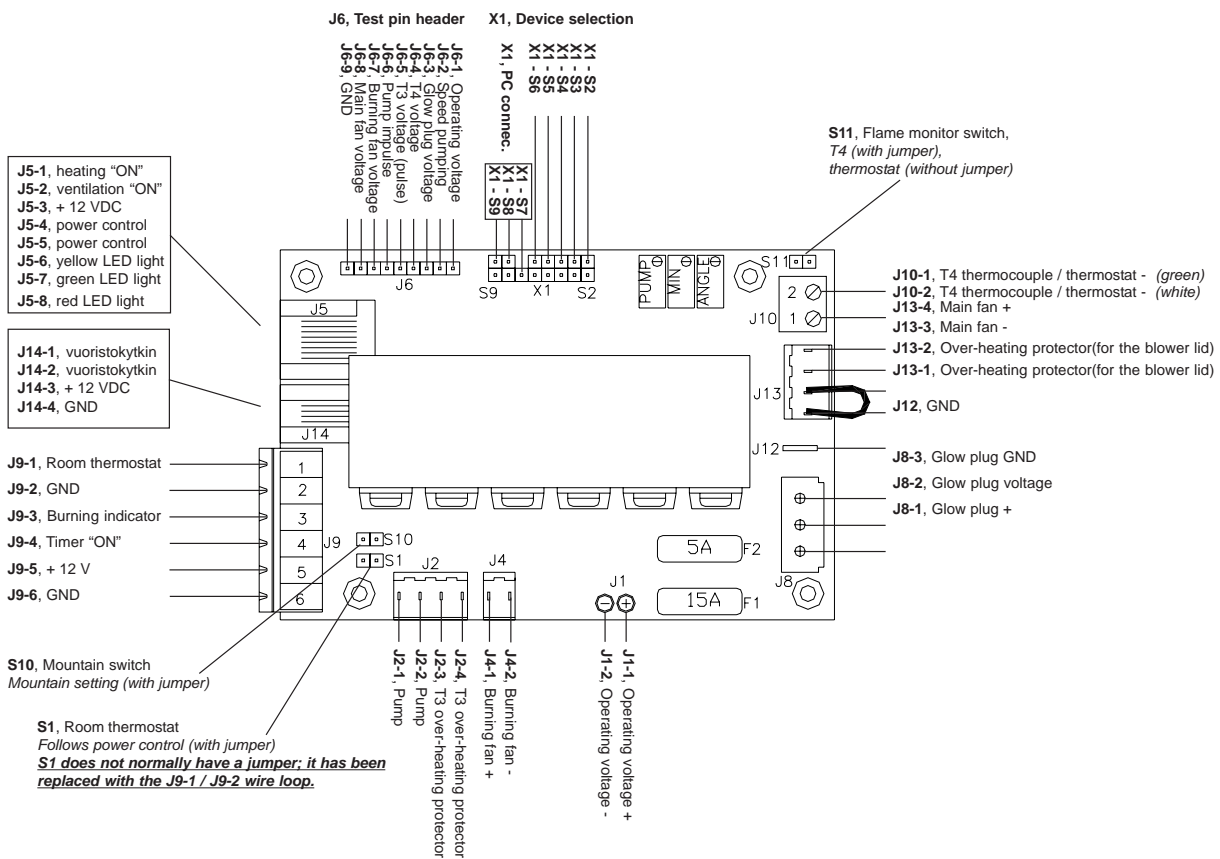 J6, Test pin header
X1, Device selection
J6-9, GND
J6-8, Main fan voltage
J6-7, Burning fan voltage
J6-6, Pump impulse
J6-5, T3 voltage (pulse)
J6-4, T4 voltage
J6-3, Glow plug voltage
J6-2, Speed pumping
J6-1, Operating voltage
X1, PC connec.
X1 - S9
X1 - S8
X1 - S7
X1 - S6
X1 - S5
X1 - S4
X1 - S3
X1 - S2
S11, Flame monitor switch,
T4 (with jumper),
thermostat (without jumper)
J5-1, heating “ON”
J5-2, ventilation “ON”
J5-3, + 12 VDC
J5-4, power control
J5-5, power control
J5-6, yellow LED light
J5-7, green LED light
J5-8, red LED light
J14-1, vuoristokytkin
J14-2, vuoristokytkin
J14-3, + 12 VDC
J14-4, GND
J9-1, Room thermostat
J9-2, GND
J9-3, Burning indicator
J9-4, Timer “ON”
J9-5, + 12 V
J9-6, GND
J6
S9
X1
S2
PUMP
MIN
ANGLE
S11
J10
2
1
J5
J14
J13
J12
J9
1
2
3
4
5
6
S10
S1
J2
J4
J1
5A
F2
15A
F1
J8
J10-1, T4 thermocouple / thermostat - (green)
J10-2, T4 thermocouple / thermostat - (white)
J13-4, Main fan +
J13-3, Main fan -
J13-2, Over-heating protector(for the blower lid)
J13-1, Over-heating protector(for the blower lid)
J12, GND
J8-3, Glow plug GND
J8-2, Glow plug voltage
J8-1, Glow plug +
S10, Mountain switch
Mountain setting (with jumper)
S1, Room thermostat
Follows power control (with jumper)
S1 does not normally have a jumper; it has been
replaced with the J9-1 / J9-2 wire loop.
J2-1, Pump
J2-2, Pump
J2-3, T3 over-heating protector
J2-4, T3 over-heating protector
J4-1, Burning fan +
J4-2, Burning fan -
J1-2, Operating voltage -
J1-1, Operating voltage +